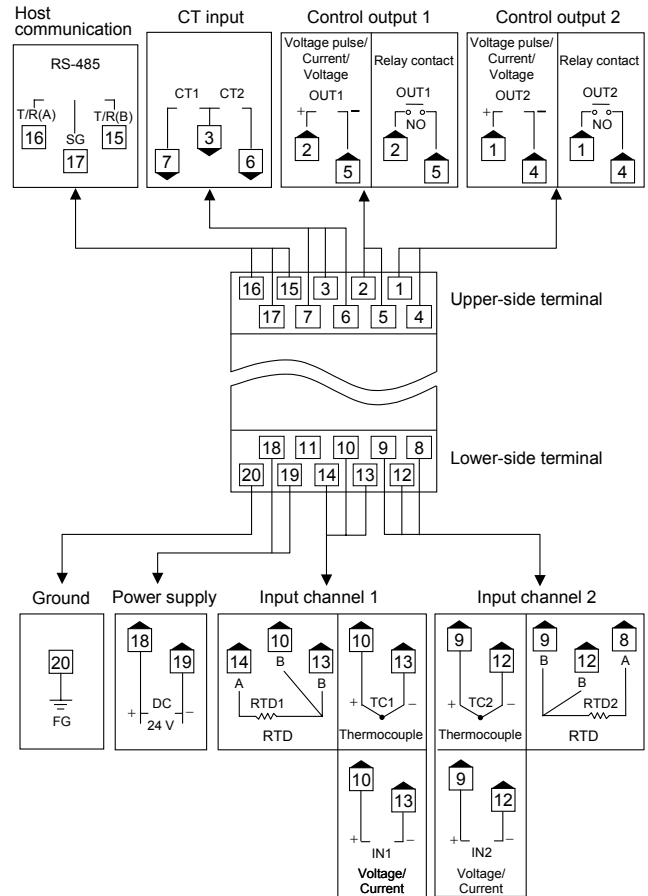 Host
communication
RS-485
T/R(A)
T/R(B)
16
SG
15
17
CT input
CT1
CT2
3
7
6
Control output 1
Voltage pulse/
Current/
Voltage
OUT1
+
−
2
5
Relay contact
OUT1
NO
2
5
Control output 2
Voltage pulse/
Current/
Voltage
OUT2
+
−
1
4
Relay contact
OUT2
NO
1
4
16 15 3 2 1
17 7 6 5 4
Upper-side terminal
18 11 10 9 8
20 19 14 13 12
Lower-side terminal
Ground
20
FG
Power supply
18
19
+ DC −
24 V
Input channel 1
14 10 13
A B B
RTD1
RTD
10
13
+ TC1 −
Thermocouple
10
13
+ −
IN1
Voltage/
Current
Input channel 2
9
12
+ TC2 −
Thermocouple
9 12 8
B B A
RTD2
RTD
9
12
+ −
IN2
Voltage/
Current